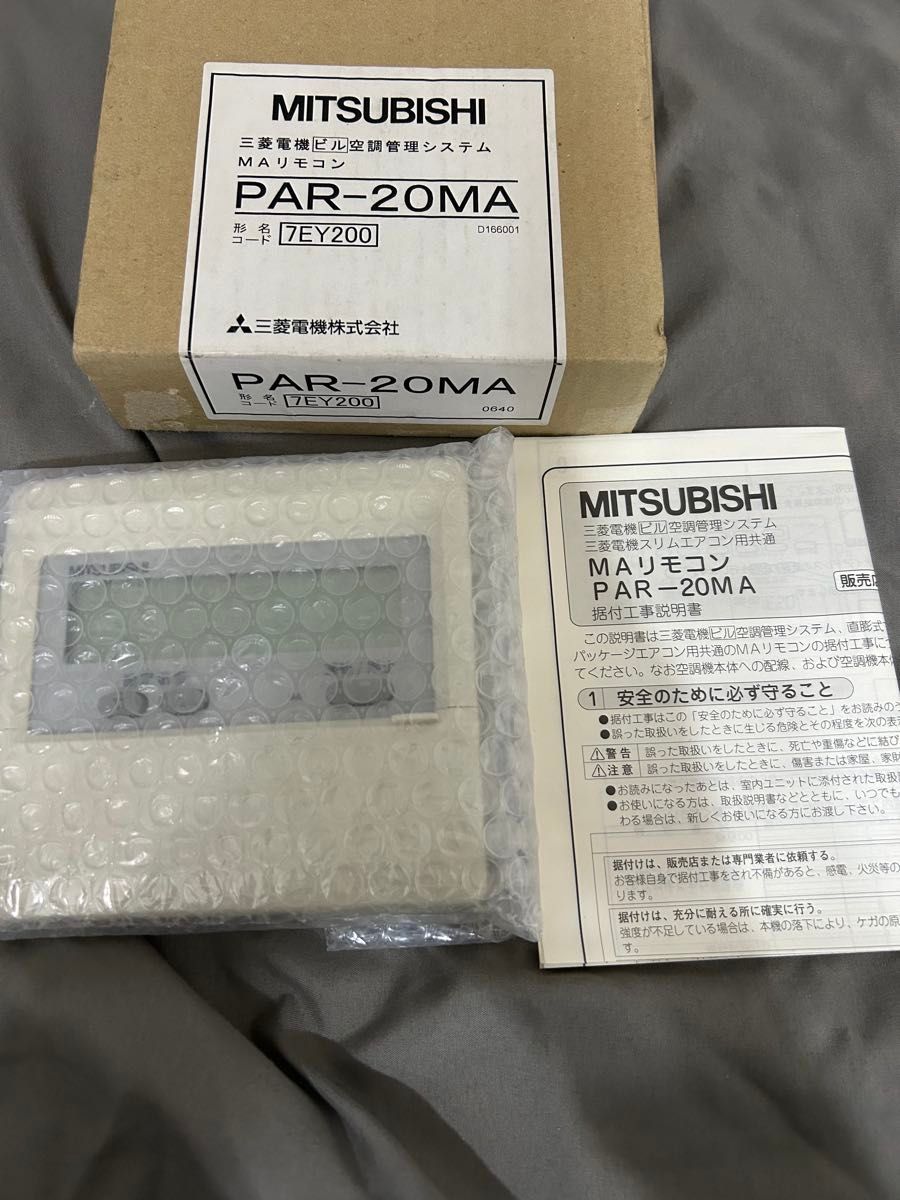 MITSUBISHI
三菱電機ビル空調管理システム
MAリモコン
PAR-20MA
D166001
形名
コード 7EY200
三菱電機株式会社
PAR-20MA
形名
コード 7EY200
0640
MITSUBISHI
三菱電機ビル空調管理システム
三菱電機スリムエアコン用共通
MAリモコン
PAR-20MA
据付工事説明書
販売店
この説明書は三菱電機ビル空調管理システム、直膨式
パッケージエアコン用共通のMAリモコンの据付工事に
てください。なお空調機本体への配線、および空調機本
1 安全のために必ず守ること
●据付工事はこの「安全のために必ず守ること」をお読みのう
●誤った取扱いをしたときに生じる危険とその程度を次の表
⚠警告 誤った取扱いをしたときに、死亡や重傷などに結び
⚠注意 誤った取扱いをしたときに、傷害または家屋、家財
●お読みになったあとは、室内ユニットに添付された取扱説
●お使いになる方は、取扱説明書などとともに、いつでも
わる場合は、新しくお使いになる方にお渡し下さい。
据付けは、販売店または専門業者に依頼する。
お客様自身で据付工事をされ不備があると、感電、火災等の
ります。
据付けは、充分に耐える所に確実に行う。
強度が不足している場合は、本機の落下により、ケガの原
す。